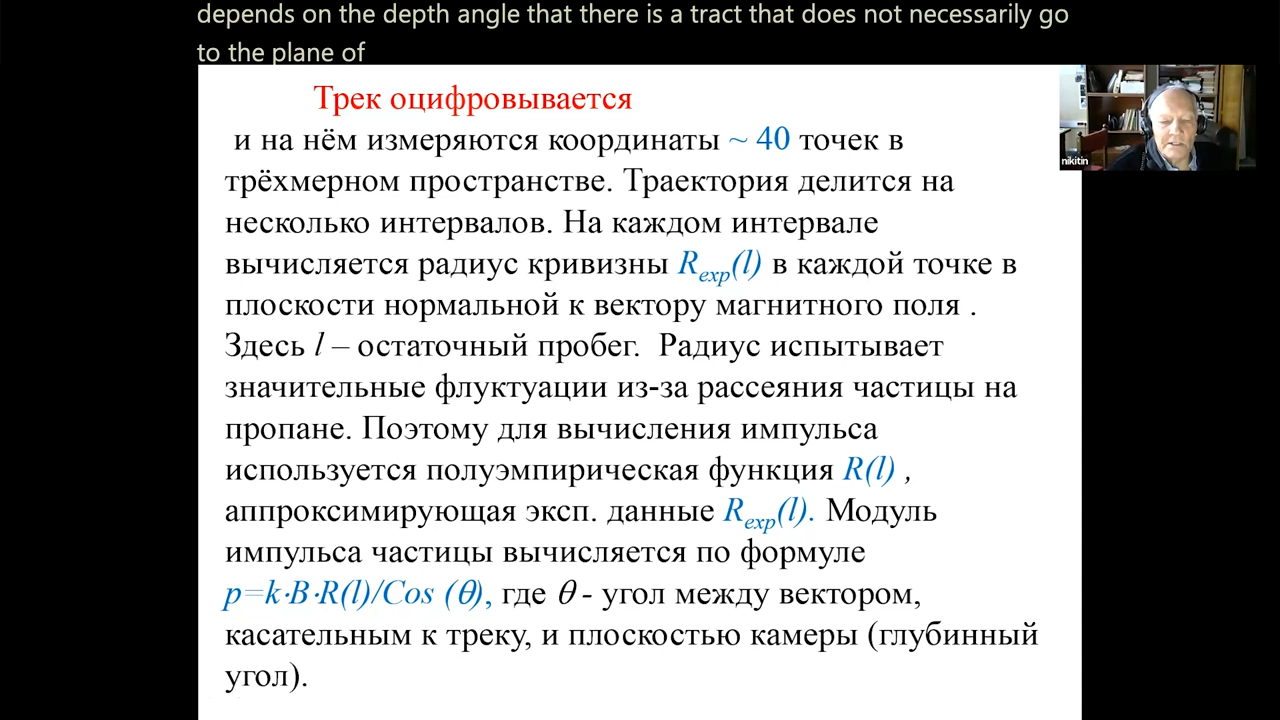 depends on the depth angle that there is a tract that does not necessarily go
to the plane of
Трек оцифровывается
и на нём измеряются координаты ~ 40 точек в
трёхмерном пространстве. Траектория делится на
несколько интервалов. На каждом интервале
вычисляется радиус кривизны Rexp(l) в каждой точке в
плоскости нормальной к вектору магнитного поля .
Здесь l – остаточный пробег. Радиус испытывает
значительные флуктуации из-за рассеяния частицы на
пропане. Поэтому для вычисления импульса
используется полуэмпирическая функция R(l) ,
аппроксимирующая эксп. данные Rexp(l). Модуль
импульса частицы вычисляется по формуле
p=k·B·R(l)/Cos (θ), где θ - угол между вектором,
касательным к треку, и плоскостью камеры (глубинный
угол).
nikitin